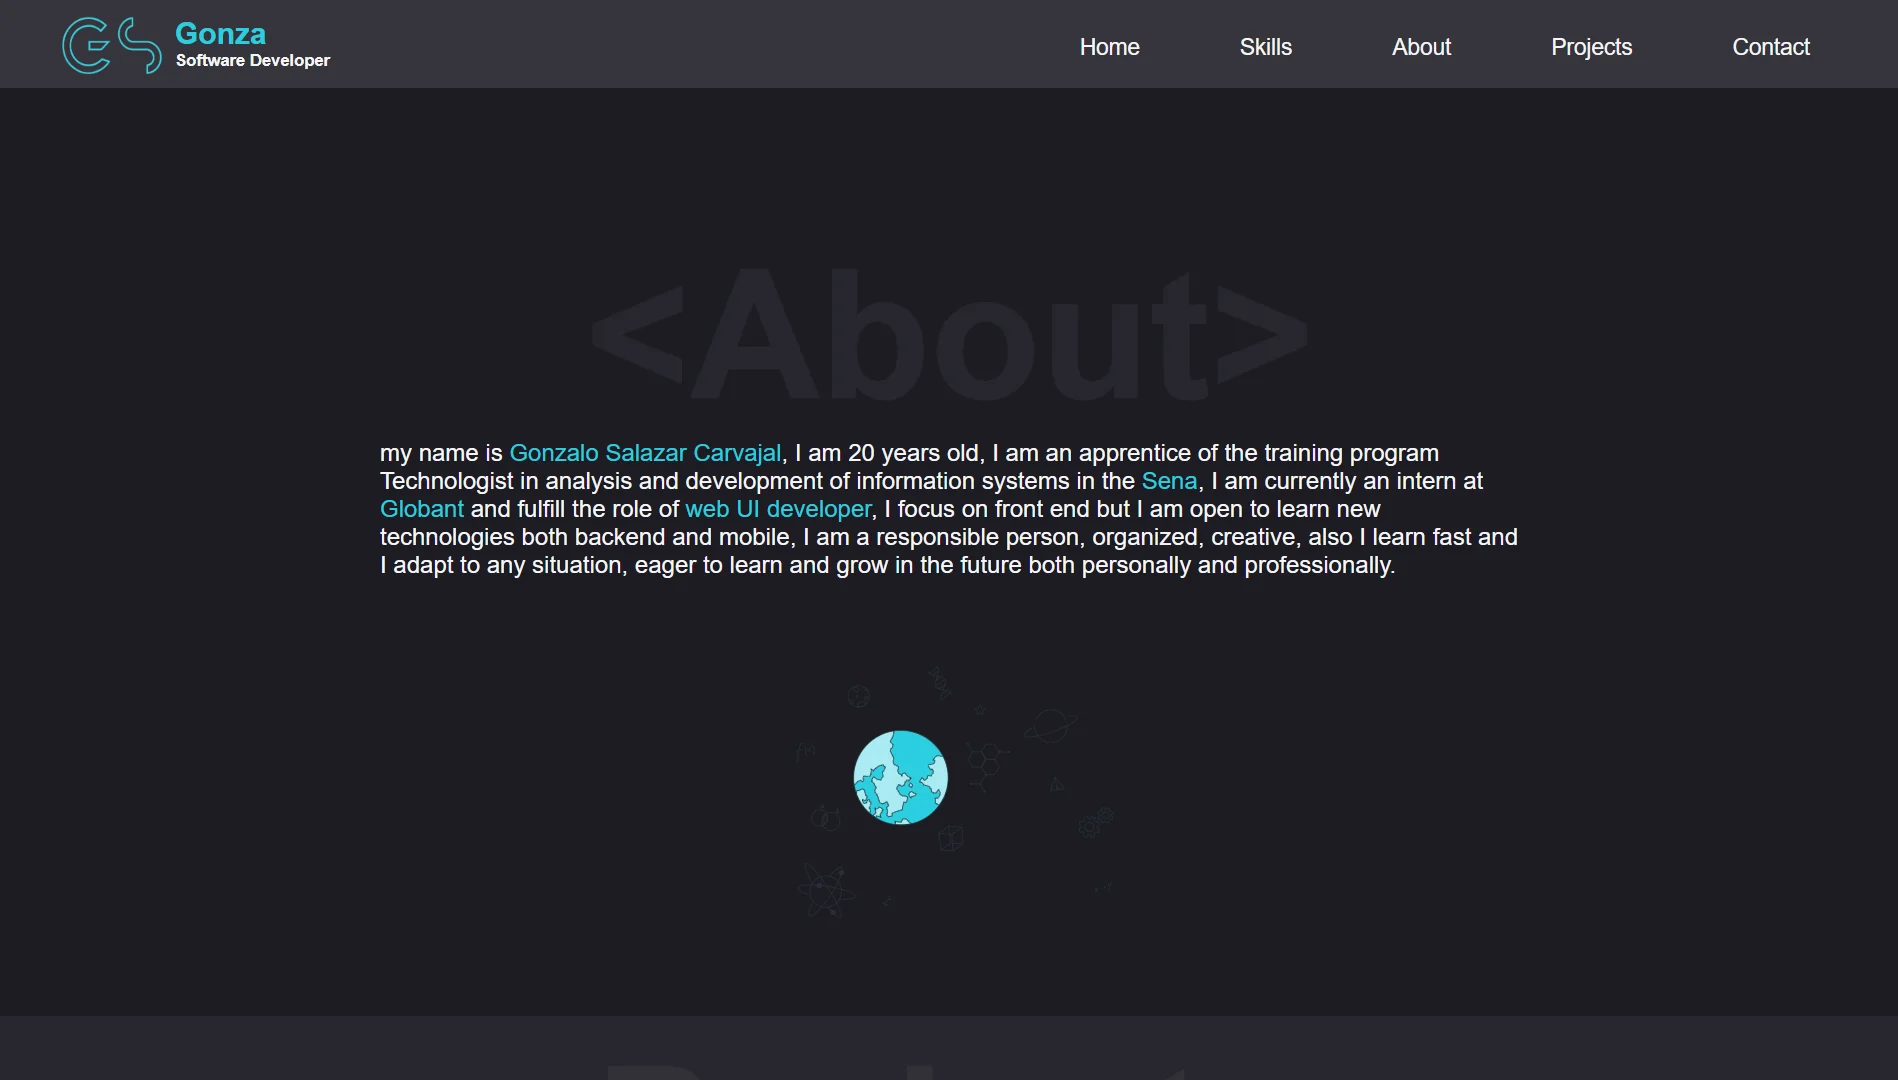 Gonza
Software Developer
Home
Skills
About
Projects
Contact
<About>
my name is Gonzalo Salazar Carvajal, I am 20 years old, I am an apprentice of the training program
Technologist in analysis and development of information systems in the Sena, I am currently an intern at
Globant and fulfill the role of web UI developer, I focus on front end but I am open to learn new
technologies both backend and mobile, I am a responsible person, organized, creative, also I learn fast and
I adapt to any situation, eager to learn and grow in the future both personally and professionally.